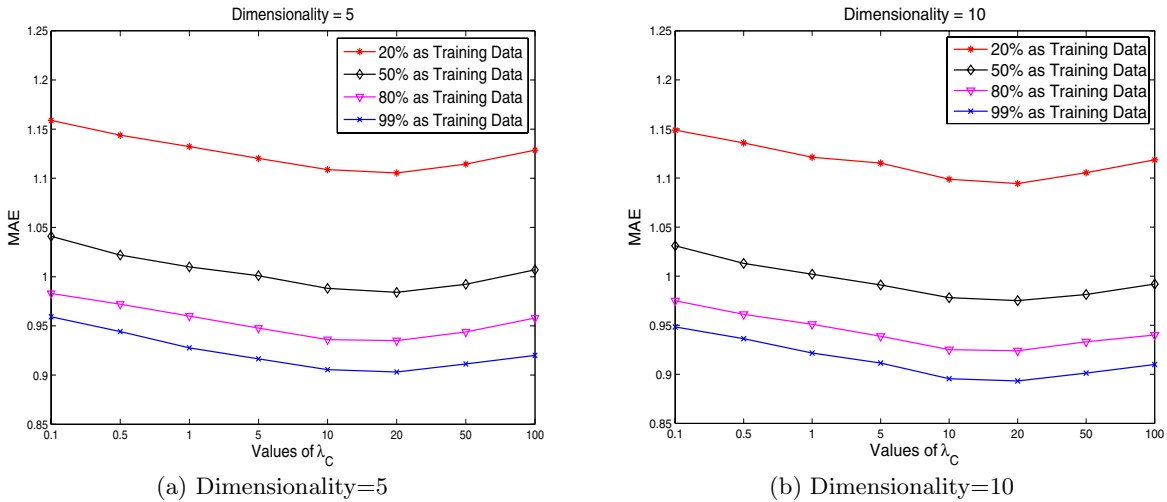 Dimensionality = 5
1.25
1.2
1.15
1.1
1.05
1
0.95
0.9
0.85
MAE
20% as Training Data
50% as Training Data
80% as Training Data
99% as Training Data
0.1 0.5 1 5 10 20 50 100
Values of λC
(a) Dimensionality=5
Dimensionality = 10
1.25
1.2
1.15
1.1
1.05
1
0.95
0.9
0.85
MAE
20% as Training Data
50% as Training Data
80% as Training Data
99% as Training Data
0.1 0.5 1 5 10 20 50 100
Values of λC
(b) Dimensionality=10